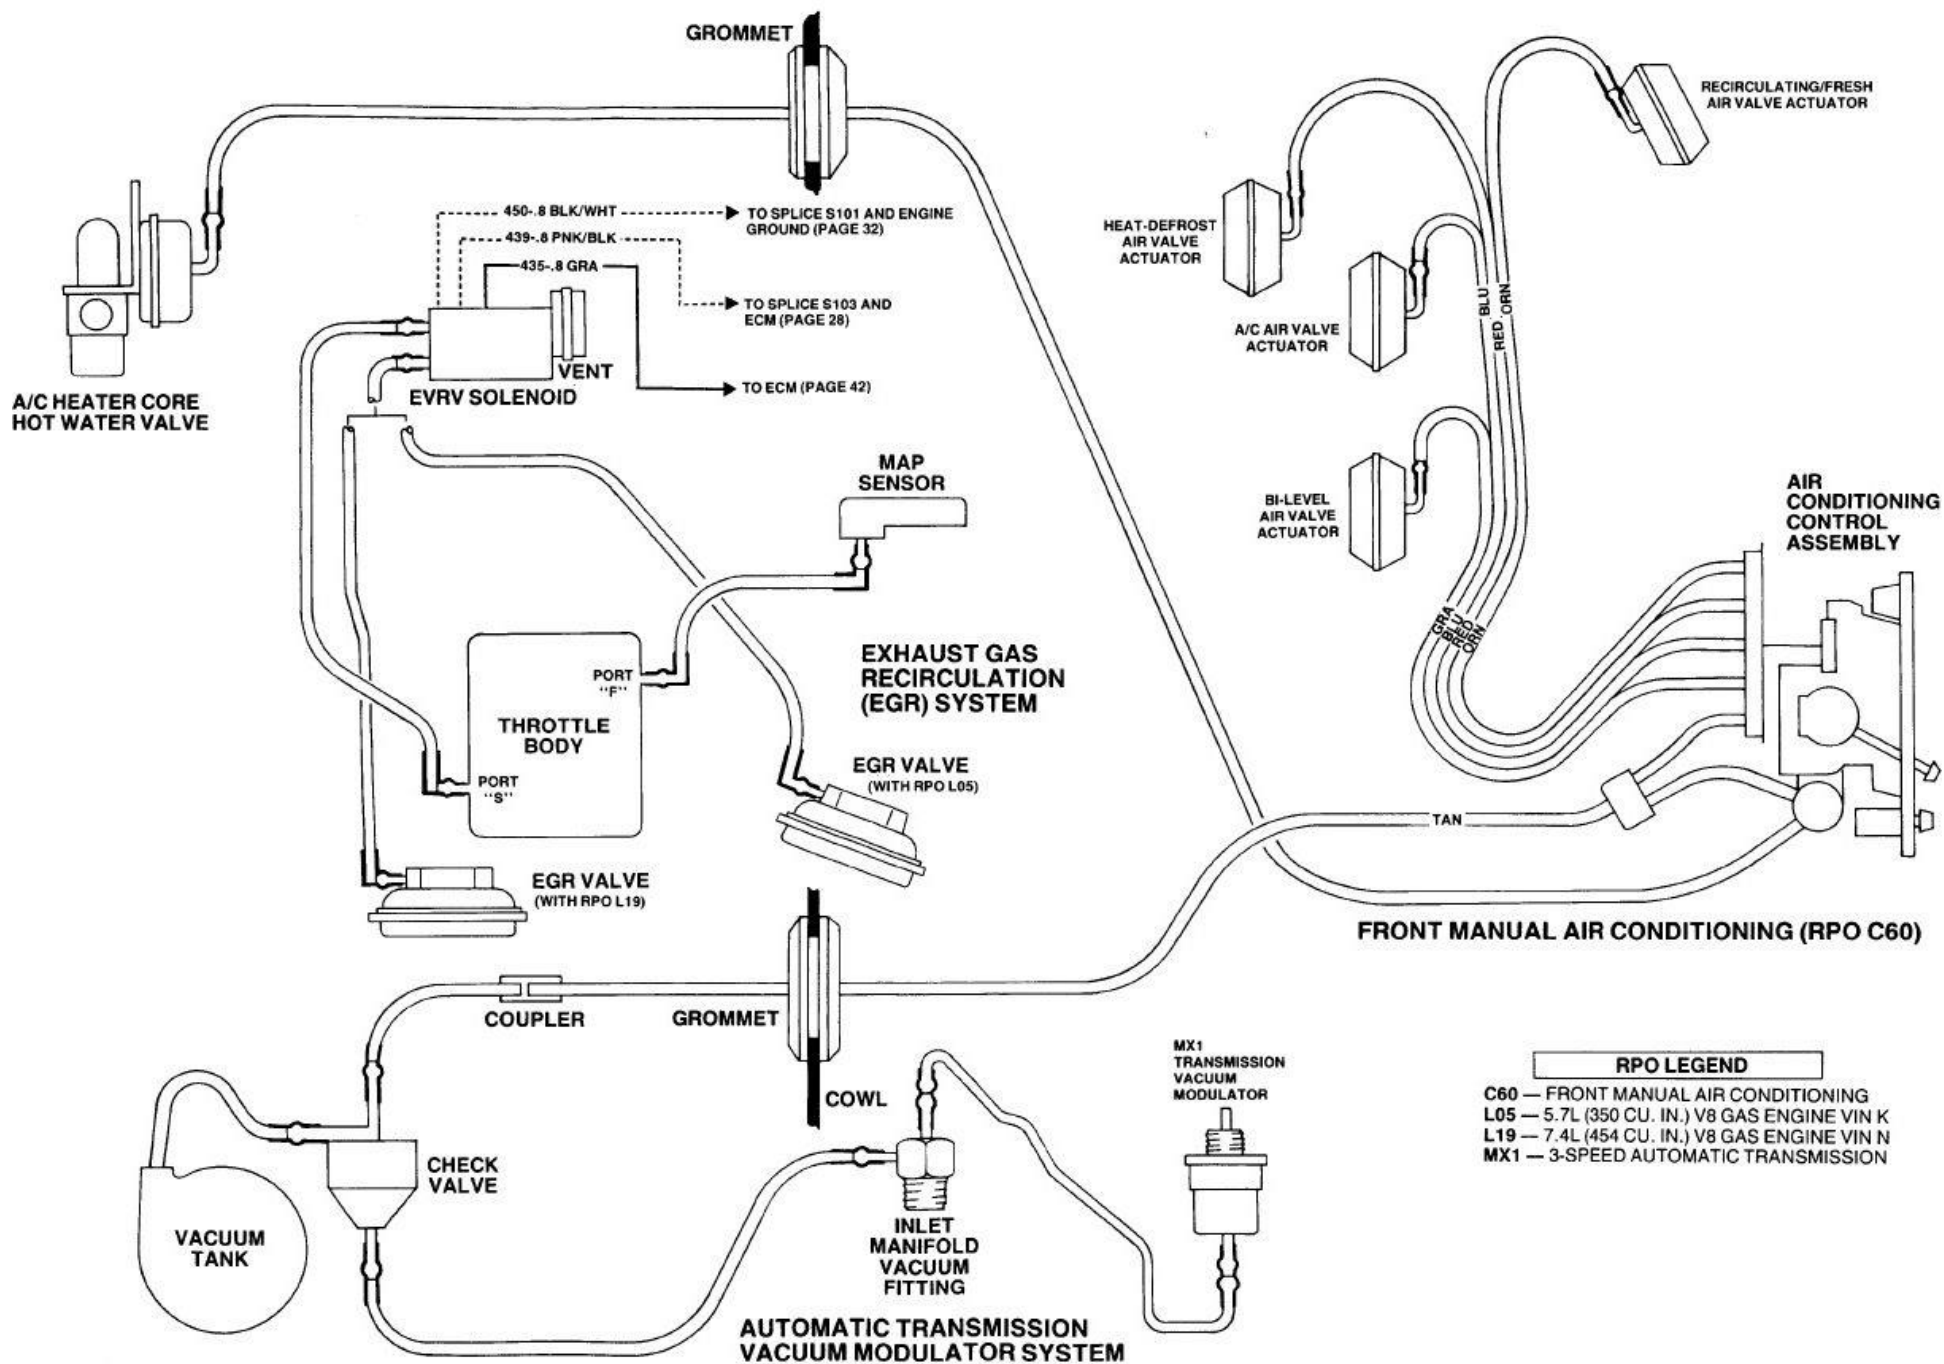 GROMMET
RECIRCULATING/FRESH
AIR VALVE ACTUATOR
450-.8 BLK/WHT
TO SPLICE S101 AND ENGINE
GROUND (PAGE 32)
439-.8 PNK/BLK
435-.8 GRA
TO SPLICE S103 AND
ECM (PAGE 28)
TO ECM (PAGE 42)
VENT
EVRV SOLENOID
A/C HEATER CORE
HOT WATER VALVE
HEAT-DEFROST
AIR VALVE
ACTUATOR
A/C AIR VALVE
ACTUATOR
BLU
RED
ORN
BI-LEVEL
AIR VALVE
ACTUATOR
MAP
SENSOR
AIR
CONDITIONING
CONTROL
ASSEMBLY
GRA
BLU
RED
ORN
EXHAUST GAS
RECIRCULATION
(EGR) SYSTEM
PORT
"F"
THROTTLE
BODY
PORT
"S"
EGR VALVE
(WITH RPO L05)
EGR VALVE
(WITH RPO L19)
TAN
FRONT MANUAL AIR CONDITIONING (RPO C60)
COUPLER
GROMMET
COWL
MX1
TRANSMISSION
VACUUM
MODULATOR
CHECK
VALVE
VACUUM
TANK
INLET
MANIFOLD
VACUUM
FITTING
AUTOMATIC TRANSMISSION
VACUUM MODULATOR SYSTEM
RPO LEGEND
C60 — FRONT MANUAL AIR CONDITIONING
L05 — 5.7L (350 CU. IN.) V8 GAS ENGINE VIN K
L19 — 7.4L (454 CU. IN.) V8 GAS ENGINE VIN N
MX1 — 3-SPEED AUTOMATIC TRANSMISSION